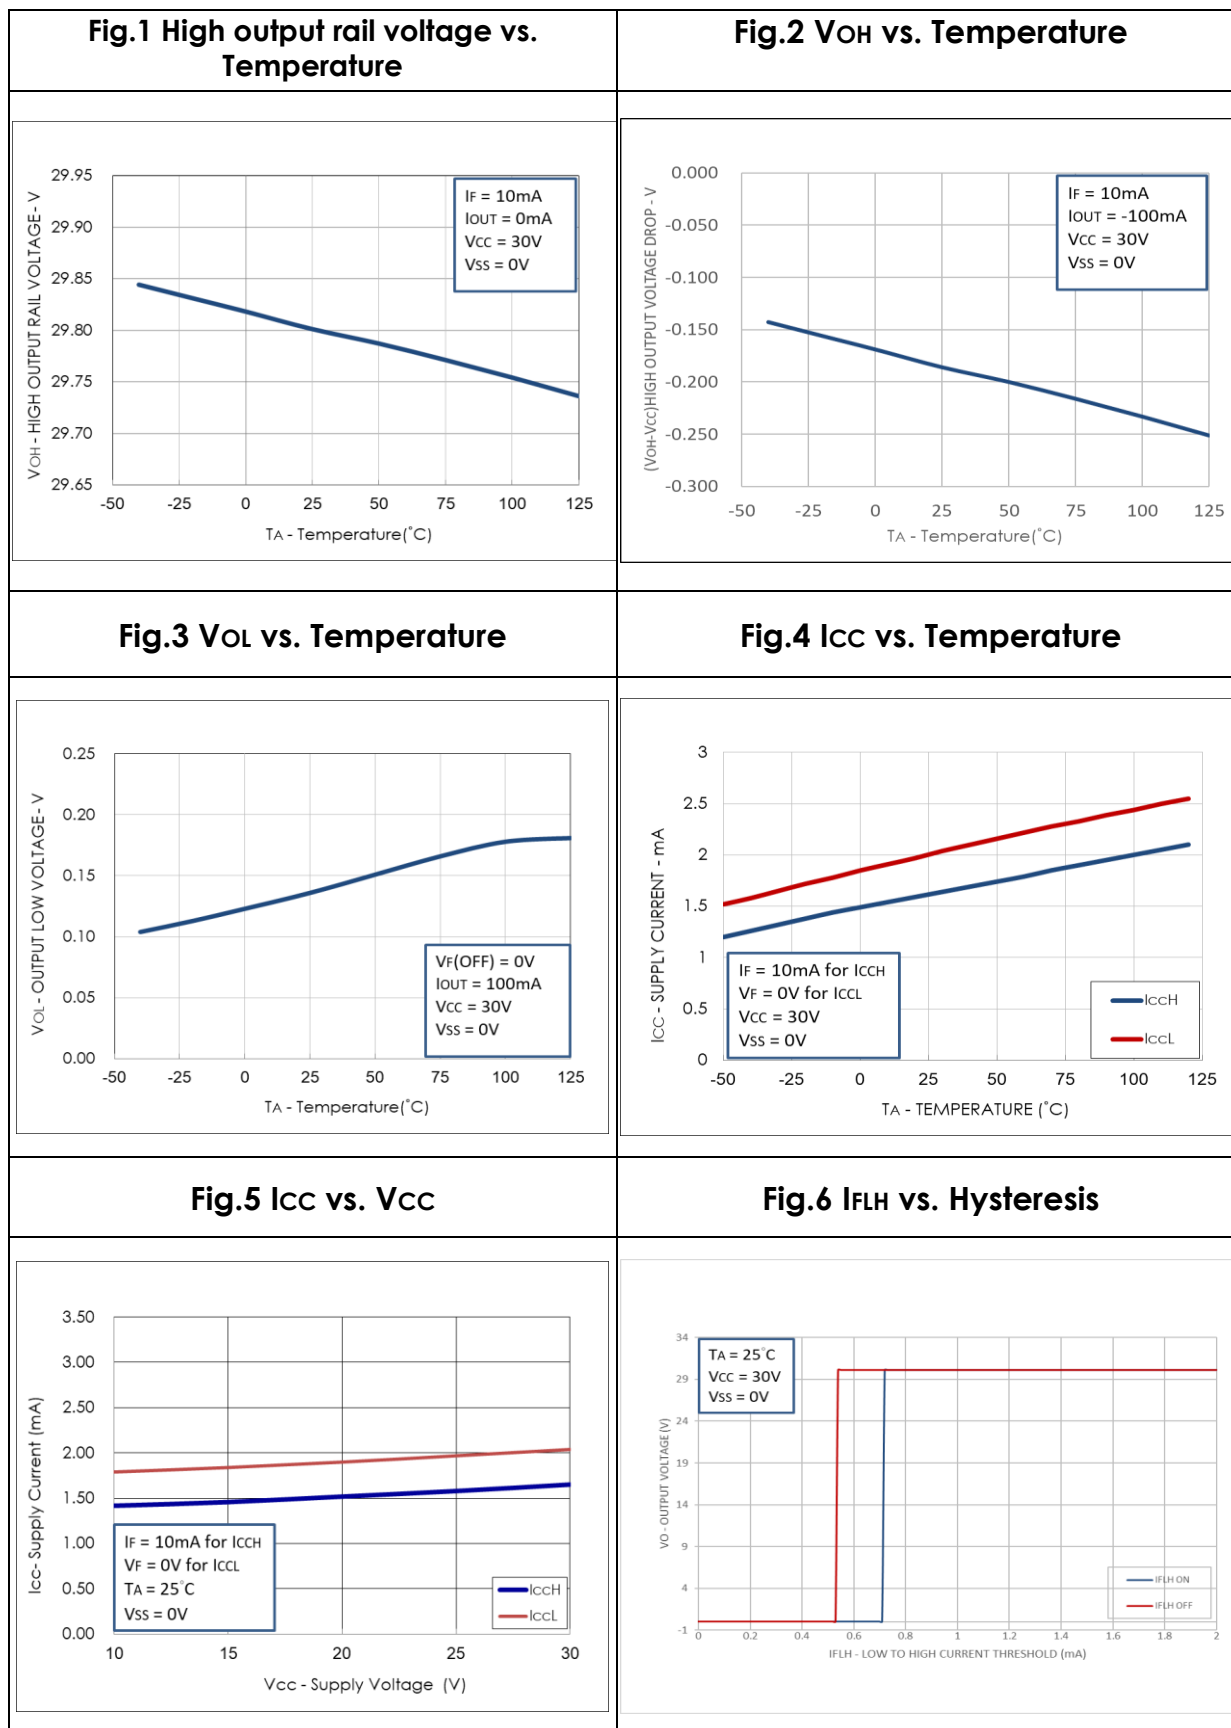 Fig.1 High output rail voltage vs.
Temperature
Fig.2 VOH vs. Temperature
VOH - HIGH OUTPUT RAIL VOLTAGE - V
29.95
29.90
29.85
29.80
29.75
29.70
29.65
IF = 10mA
IOUT = 0mA
VCC = 30V
VSS = 0V
-50 -25 0 25 50 75 100 125
TA - Temperature(°C)
(VOH-VCC)HIGH OUTPUT VOLTAGE DROP - V
0.000
-0.050
-0.100
-0.150
-0.200
-0.250
-0.300
IF = 10mA
IOUT = -100mA
VCC = 30V
VSS = 0V
-50 -25 0 25 50 75 100 125
TA - Temperature(°C)
Fig.3 VOL vs. Temperature
Fig.4 ICC vs. Temperature
VOL - OUTPUT LOW VOLTAGE- V
0.25
0.20
0.15
0.10
0.05
0.00
VF(OFF) = 0V
IOUT = 100mA
VCC = 30V
VSS = 0V
-50 -25 0 25 50 75 100 125
TA - Temperature(°C)
ICC - SUPPLY CURRENT - mA
3
2.5
2
1.5
1
0.5
0
IF = 10mA for ICCH
VF = 0V for ICCL
VCC = 30V
VSS = 0V
IccH
IccL
-50 -25 0 25 50 75 100 125
TA - TEMPERATURE (°C)
Fig.5 Icc vs. Vcc
Fig.6 IFLH vs. Hysteresis
Icc- Supply Current (mA)
3.50
3.00
2.50
2.00
1.50
1.00
0.50
0.00
IF = 10mA for ICCH
VF = 0V for ICCL
TA = 25°C
VSS = 0V
IccH
IccL
10 15 20 25 30
Vcc - Supply Voltage (V)
VO - OUTPUT VOLTAGE (V)
34
29
24
19
14
9
4
-1
TA = 25°C
VCC = 30V
VSS = 0V
IFLH ON
IFLH OFF
0 0.2 0.4 0.6 0.8 1 1.2 1.4 1.6 1.8 2
IFLH - LOW TO HIGH CURRENT THRESHOLD (mA)